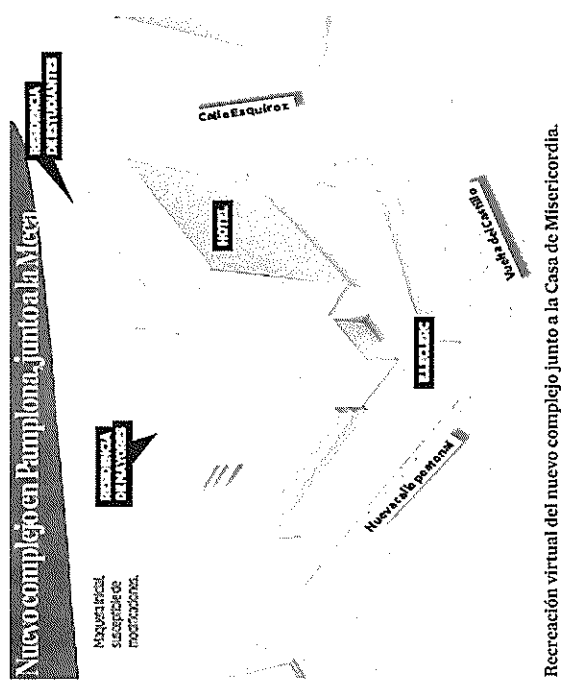 Nuevo complejo en Pamplona, junto a la Meca
Maqueta inicial,
susceptible de
modificaciones.
RESIDENCIA
DE MAYORES
RESIDENCIA
DE ESTUDIANTES
HOTEL
Calle Esquíroz
E.LECLERC
Nueva calle peatonal
Vuelta del Castillo
Recreación virtual del nuevo complejo junto a la Casa de Misericordia.